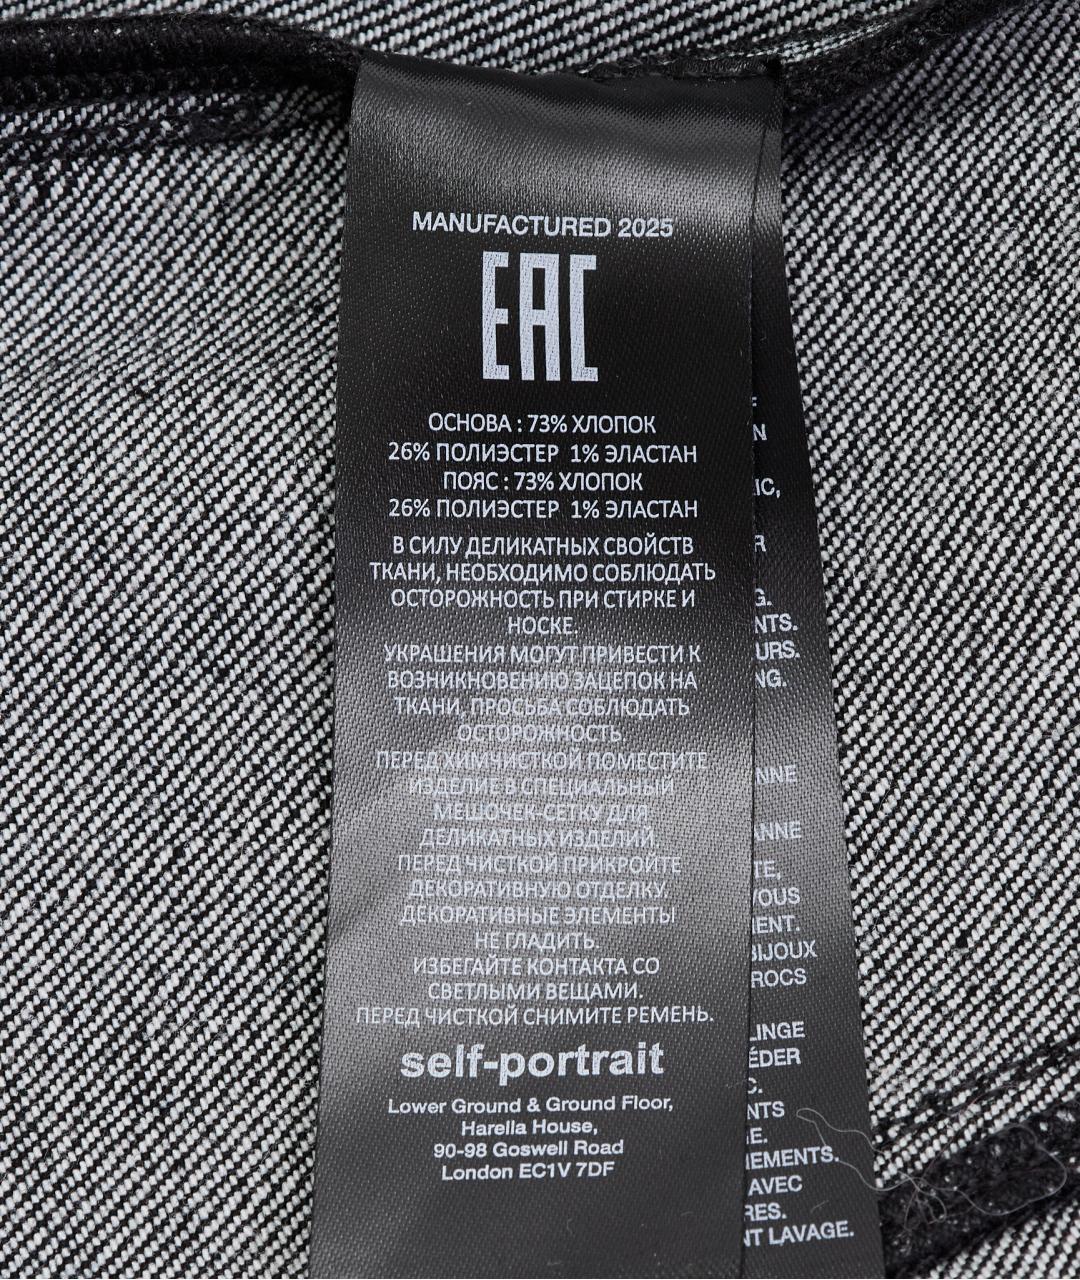 MANUFACTURED 2025
EAC
ОСНОВА : 73% ХЛОПОК
26% ПОЛИЭСТЕР 1% ЭЛАСТАН
ПОЯС : 73% ХЛОПОК
26% ПОЛИЭСТЕР 1% ЭЛАСТАН
В СИЛУ ДЕЛИКАТНЫХ СВОЙСТВ
ТКАНИ, НЕОБХОДИМО СОБЛЮДАТЬ
ОСТОРОЖНОСТЬ ПРИ СТИРКЕ И
НОСКЕ.
УКРАШЕНИЯ МОГУТ ПРИВЕСТИ К
ВОЗНИКНОВЕНИЮ ЗАЦЕПОК НА
ТКАНИ, ПРОСЬБА СОБЛЮДАТЬ
ОСТОРОЖНОСТЬ
ПЕРЕД ХИМЧИСТКОЙ ПОМЕСТИТЕ
ИЗДЕЛИЕ В СПЕЦИАЛЬНЫЙ
МЕШОЧЕК-СЕТКУ ДЛЯ
ДЕЛИКАТНЫХ ИЗДЕЛИЙ.
ПЕРЕД ЧИСТКОЙ ПРИКРОЙТЕ
ДЕКОРАТИВНУЮ ОТДЕЛКУ,
ДЕКОРАТИВНЫЕ ЭЛЕМЕНТЫ
НЕ ГЛАДИТЬ.
ИЗБЕГАЙТЕ КОНТАКТА СО
СВЕТЛЫМИ ВЕЩАМИ.
ПЕРЕД ЧИСТКОЙ СНИМИТЕ РЕМЕНЬ.
self-portrait
Lower Ground & Ground Floor,
Harella House,
90-98 Goswell Road
London EC1V 7DF
AVEC
LAVAGE.